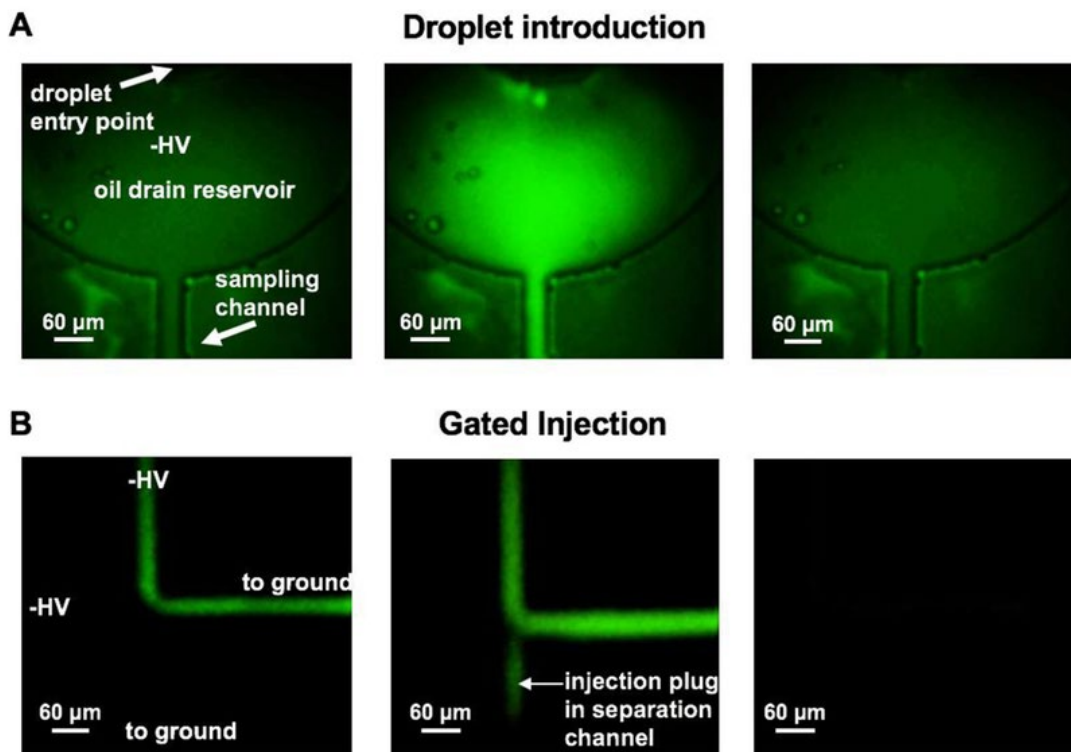 A
Droplet introduction
droplet
entry point
-HV
oil drain reservoir
sampling
channel
60 µm
60 µm
60 µm
B
Gated Injection
-HV
to ground
-HV
60 µm
to ground
injection plug
in separation
channel
60 µm
60 µm